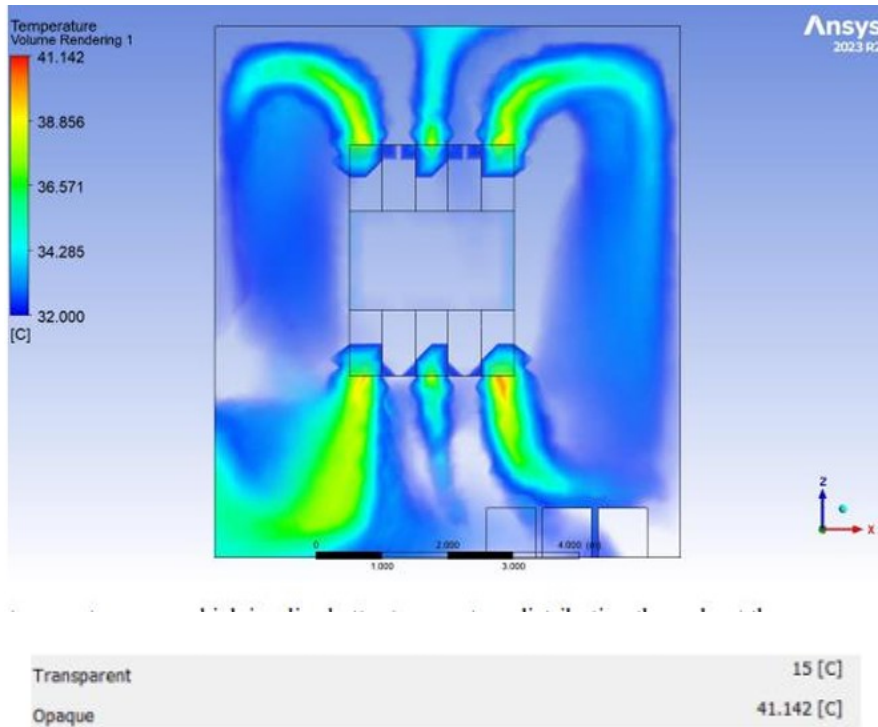 Temperature
Volume Rendering 1
41.142
38.856
36.571
34.285
32.000
[C]
Ansys
2023 R2
Z
X
0 2.000 4.000 (m)
1.000 3.000
Transparent 15 [C]
Opaque 41.142 [C]